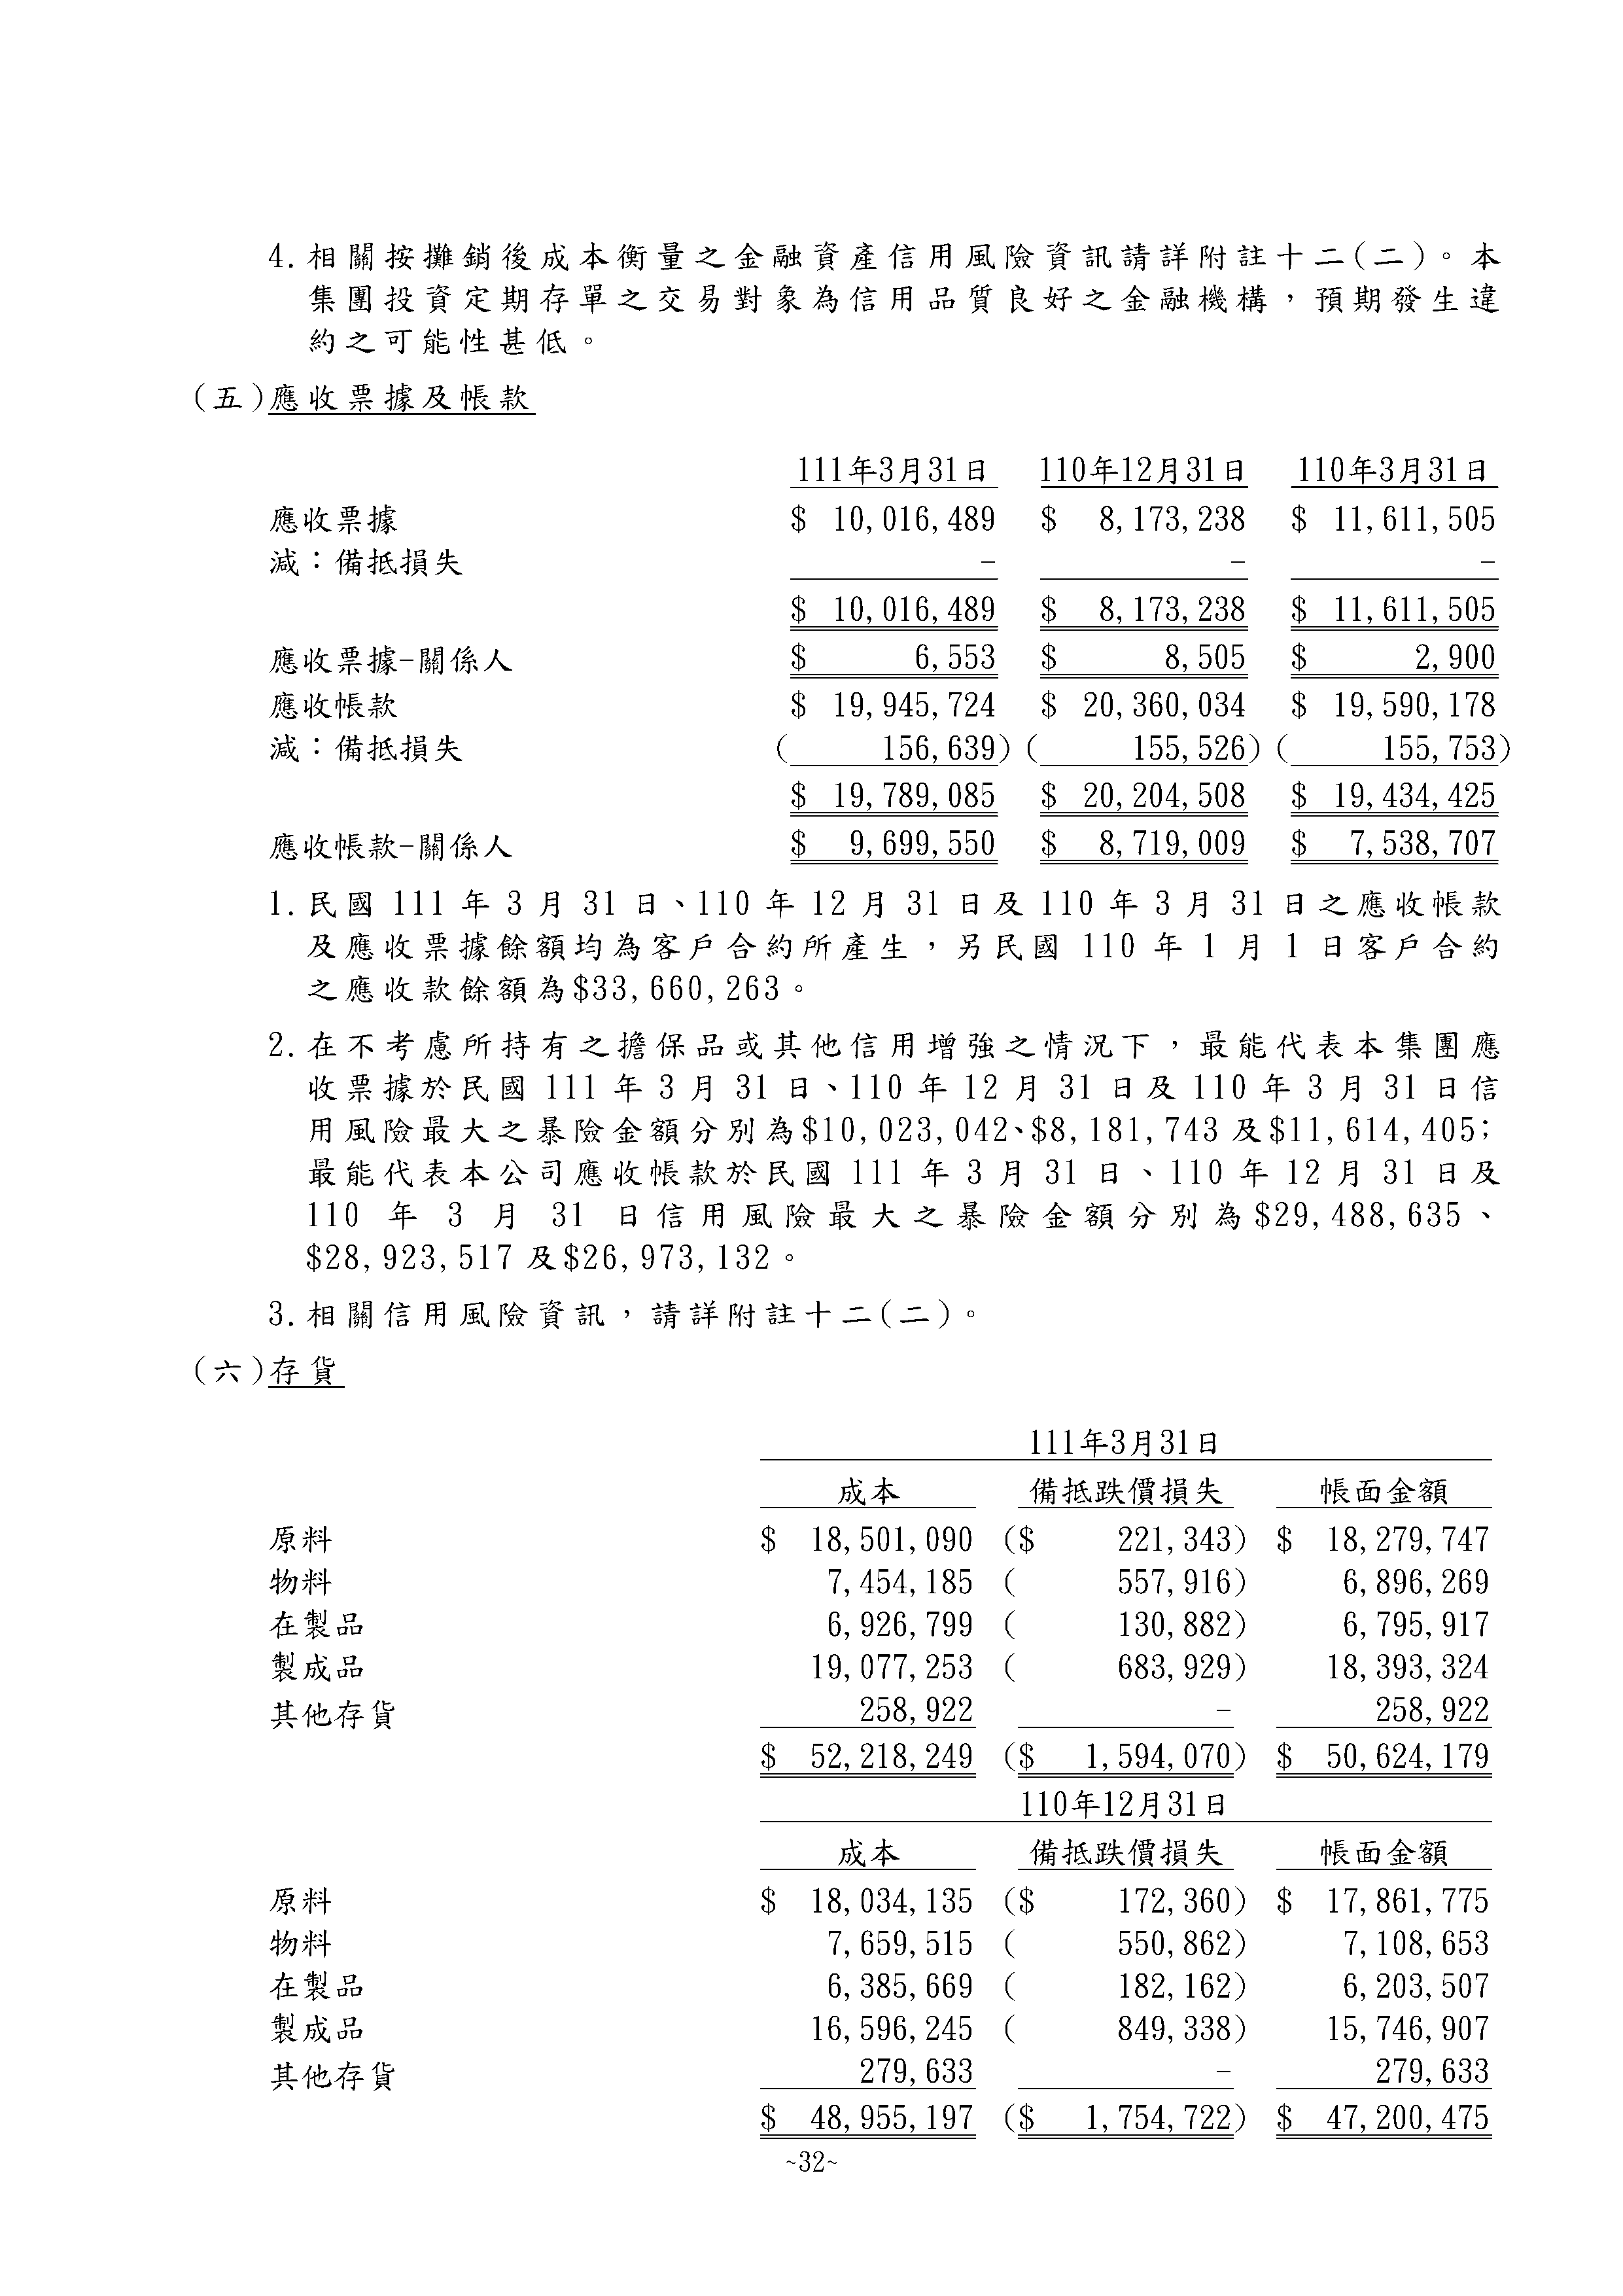 4.相關按攤銷後成本衡量之金融資產信用風險資訊請詳附註十二(二)。本
集團投資定期存單之交易對象為信用品質良好之金融機構，預期發生違
約之可能性甚低。
(五)應收票據及帳款
111年3月31日 110年12月31日 110年3月31日
應收票據 $ 10,016,489 $ 8,173,238 $ 11,611,505
減：備抵損失 - - -
$ 10,016,489 $ 8,173,238 $ 11,611,505
應收票據-關係人 $ 6,553 $ 8,505 $ 2,900
應收帳款 $ 19,945,724 $ 20,360,034 $ 19,590,178
減：備抵損失 ( 156,639) ( 155,526) ( 155,753)
$ 19,789,085 $ 20,204,508 $ 19,434,425
應收帳款-關係人 $ 9,699,550 $ 8,719,009 $ 7,538,707
1.民國 111 年 3 月 31 日、110 年 12 月 31 日及 110 年 3 月 31 日之應收帳款
及應收票據餘額均為客戶合約所產生，另民國 110 年 1 月 1 日客戶合約
之應收款餘額為$33,660,263。
2.在不考慮所持有之擔保品或其他信用增強之情況下，最能代表本集團應
收票據於民國 111 年 3 月 31 日、110 年 12 月 31 日及 110 年 3 月 31 日信
用風險最大之暴險金額分別為$10,023,042、$8,181,743 及$11,614,405；
最能代表本公司應收帳款於民國 111 年 3 月 31 日、110 年 12 月 31 日及
110 年 3 月 31 日信用風險最大之暴險金額分別為$29,488,635、
$28,923,517 及$26,973,132。
3.相關信用風險資訊，請詳附註十二(二)。
(六)存貨
111年3月31日
成本 備抵跌價損失 帳面金額
原料 $ 18,501,090 ($ 221,343) $ 18,279,747
物料 7,454,185 ( 557,916) 6,896,269
在製品 6,926,799 ( 130,882) 6,795,917
製成品 19,077,253 ( 683,929) 18,393,324
其他存貨 258,922 - 258,922
$ 52,218,249 ($ 1,594,070) $ 50,624,179
110年12月31日
成本 備抵跌價損失 帳面金額
原料 $ 18,034,135 ($ 172,360) $ 17,861,775
物料 7,659,515 ( 550,862) 7,108,653
在製品 6,385,669 ( 182,162) 6,203,507
製成品 16,596,245 ( 849,338) 15,746,907
其他存貨 279,633 - 279,633
$ 48,955,197 ($ 1,754,722) $ 47,200,475
~32~